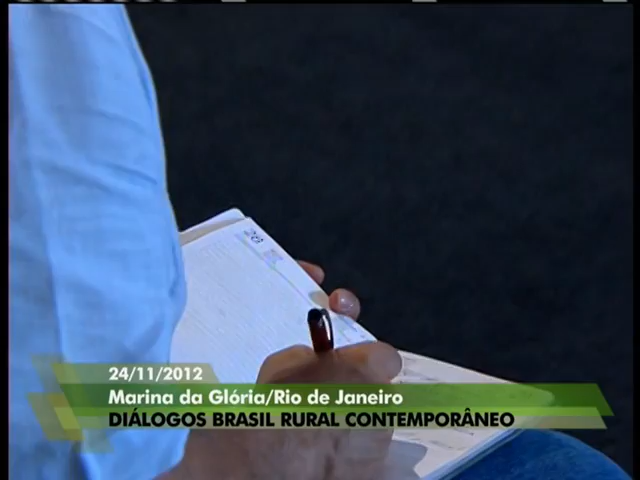 24/11/2012
Marina da Glória/Rio de Janeiro
DIÁLOGOS BRASIL RURAL CONTEMPORÂNEO